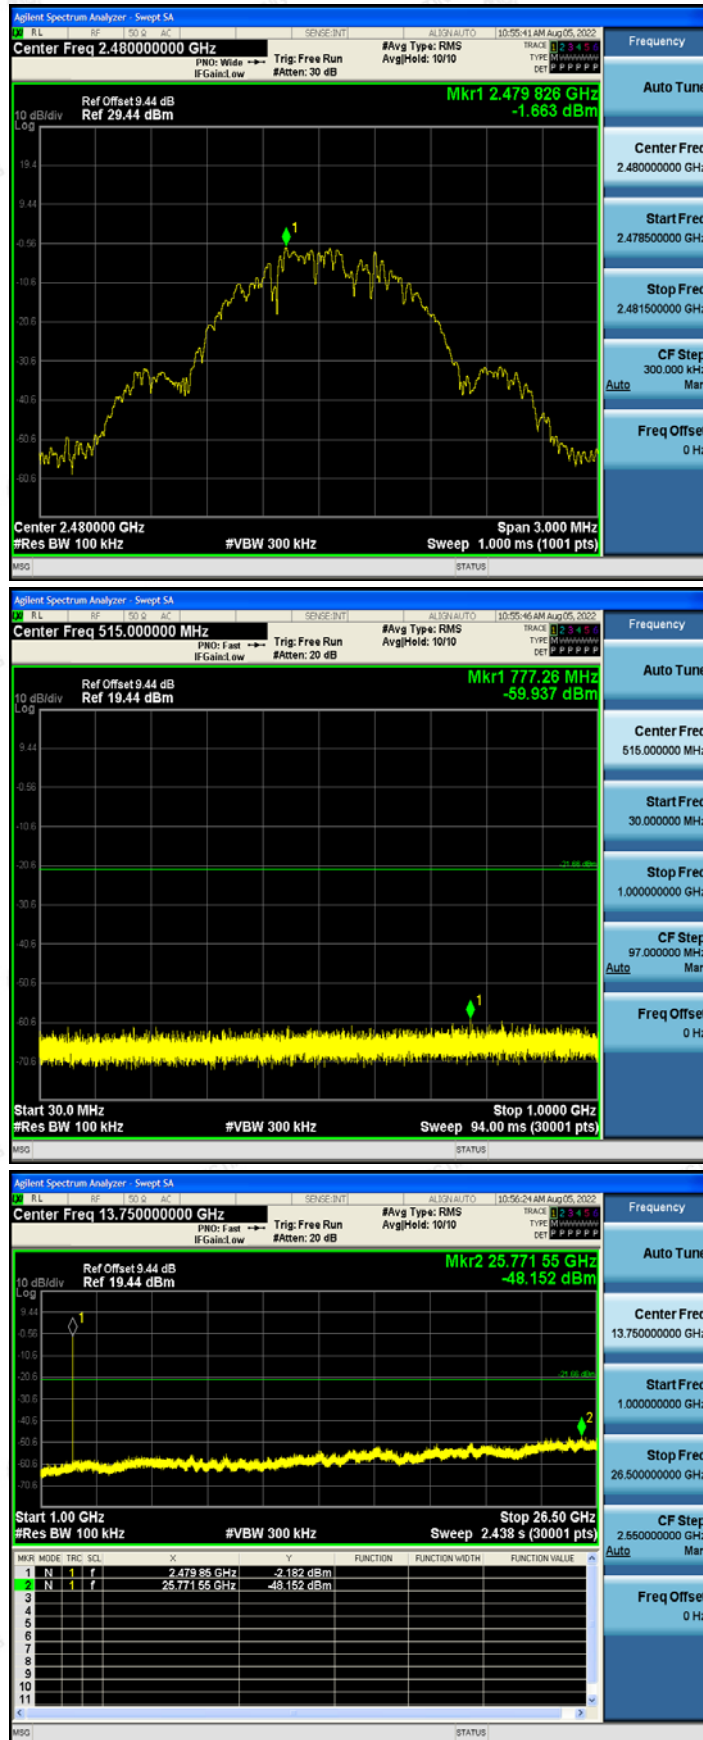 Agilent Spectrum Analyzer - Swept SA
RL RF 50 Ω AC SENSE:INT ALIGNAUTO 10:55:41 AM Aug 05, 2022
Center Freq 2.480000000 GHz
PNO: Wide
IFGain:Low
Trig: Free Run
#Atten: 30 dB
#Avg Type: RMS
Avg|Hold: 10/10
TRACE 1 2 3 4 5 6
TYPE M
DET P P P P P P
Frequency
Mkr1 2.479 826 GHz
-1.663 dBm
Ref Offset 9.44 dB
Ref 29.44 dBm
10 dB/div
Log
19.4
9.44
-0.56
-10.6
-20.6
-30.6
-40.6
-50.6
-60.6
1
Center 2.480000 GHz
Span 3.000 MHz
#Res BW 100 kHz
#VBW 300 kHz
Sweep 1.000 ms (1001 pts)
MSG
STATUS
Auto Tune
Center Freq
2.480000000 GHz
Start Freq
2.478500000 GHz
Stop Freq
2.481500000 GHz
CF Step
300.000 kHz
Auto Man
Freq Offset
0 Hz
Agilent Spectrum Analyzer - Swept SA
RL RF 50 Ω AC SENSE:INT ALIGNAUTO 10:55:46 AM Aug 05, 2022
Center Freq 515.000000 MHz
PNO: Fast
IFGain:Low
Trig: Free Run
#Atten: 20 dB
#Avg Type: RMS
Avg|Hold: 10/10
TRACE 1 2 3 4 5 6
TYPE M
DET P P P P P P
Frequency
Mkr1 777.26 MHz
-59.937 dBm
Ref Offset 9.44 dB
Ref 19.44 dBm
10 dB/div
Log
9.44
-0.56
-10.6
-20.6
-30.6
-40.6
-50.6
-60.6
-70.6
-21.66 dBm
1
Start 30.0 MHz
Stop 1.0000 GHz
#Res BW 100 kHz
#VBW 300 kHz
Sweep 94.00 ms (30001 pts)
MSG
STATUS
Auto Tune
Center Freq
515.000000 MHz
Start Freq
30.000000 MHz
Stop Freq
1.000000000 GHz
CF Step
97.000000 MHz
Auto Man
Freq Offset
0 Hz
Agilent Spectrum Analyzer - Swept SA
RL RF 50 Ω AC SENSE:INT ALIGNAUTO 10:56:24 AM Aug 05, 2022
Center Freq 13.750000000 GHz
PNO: Fast
IFGain:Low
Trig: Free Run
#Atten: 20 dB
#Avg Type: RMS
Avg|Hold: 10/10
TRACE 1 2 3 4 5 6
TYPE M
DET P P P P P P
Frequency
Mkr2 25.771 55 GHz
-48.152 dBm
Ref Offset 9.44 dB
Ref 19.44 dBm
10 dB/div
Log
9.44
-0.56
-10.6
-20.6
-30.6
-40.6
-50.6
-60.6
-70.6
-21.66 dBm
1
2
Start 1.00 GHz
Stop 26.50 GHz
#Res BW 100 kHz
#VBW 300 kHz
Sweep 2.438 s (30001 pts)
MKR MODE TRC SCL X Y FUNCTION FUNCTION WIDTH FUNCTION VALUE
1 N 1 f 2.479 85 GHz -2.182 dBm
2 N 1 f 25.771 55 GHz -48.152 dBm
3
4
5
6
7
8
9
10
11
MSG
STATUS
Auto Tune
Center Freq
13.750000000 GHz
Start Freq
1.000000000 GHz
Stop Freq
26.500000000 GHz
CF Step
2.550000000 GHz
Auto Man
Freq Offset
0 Hz